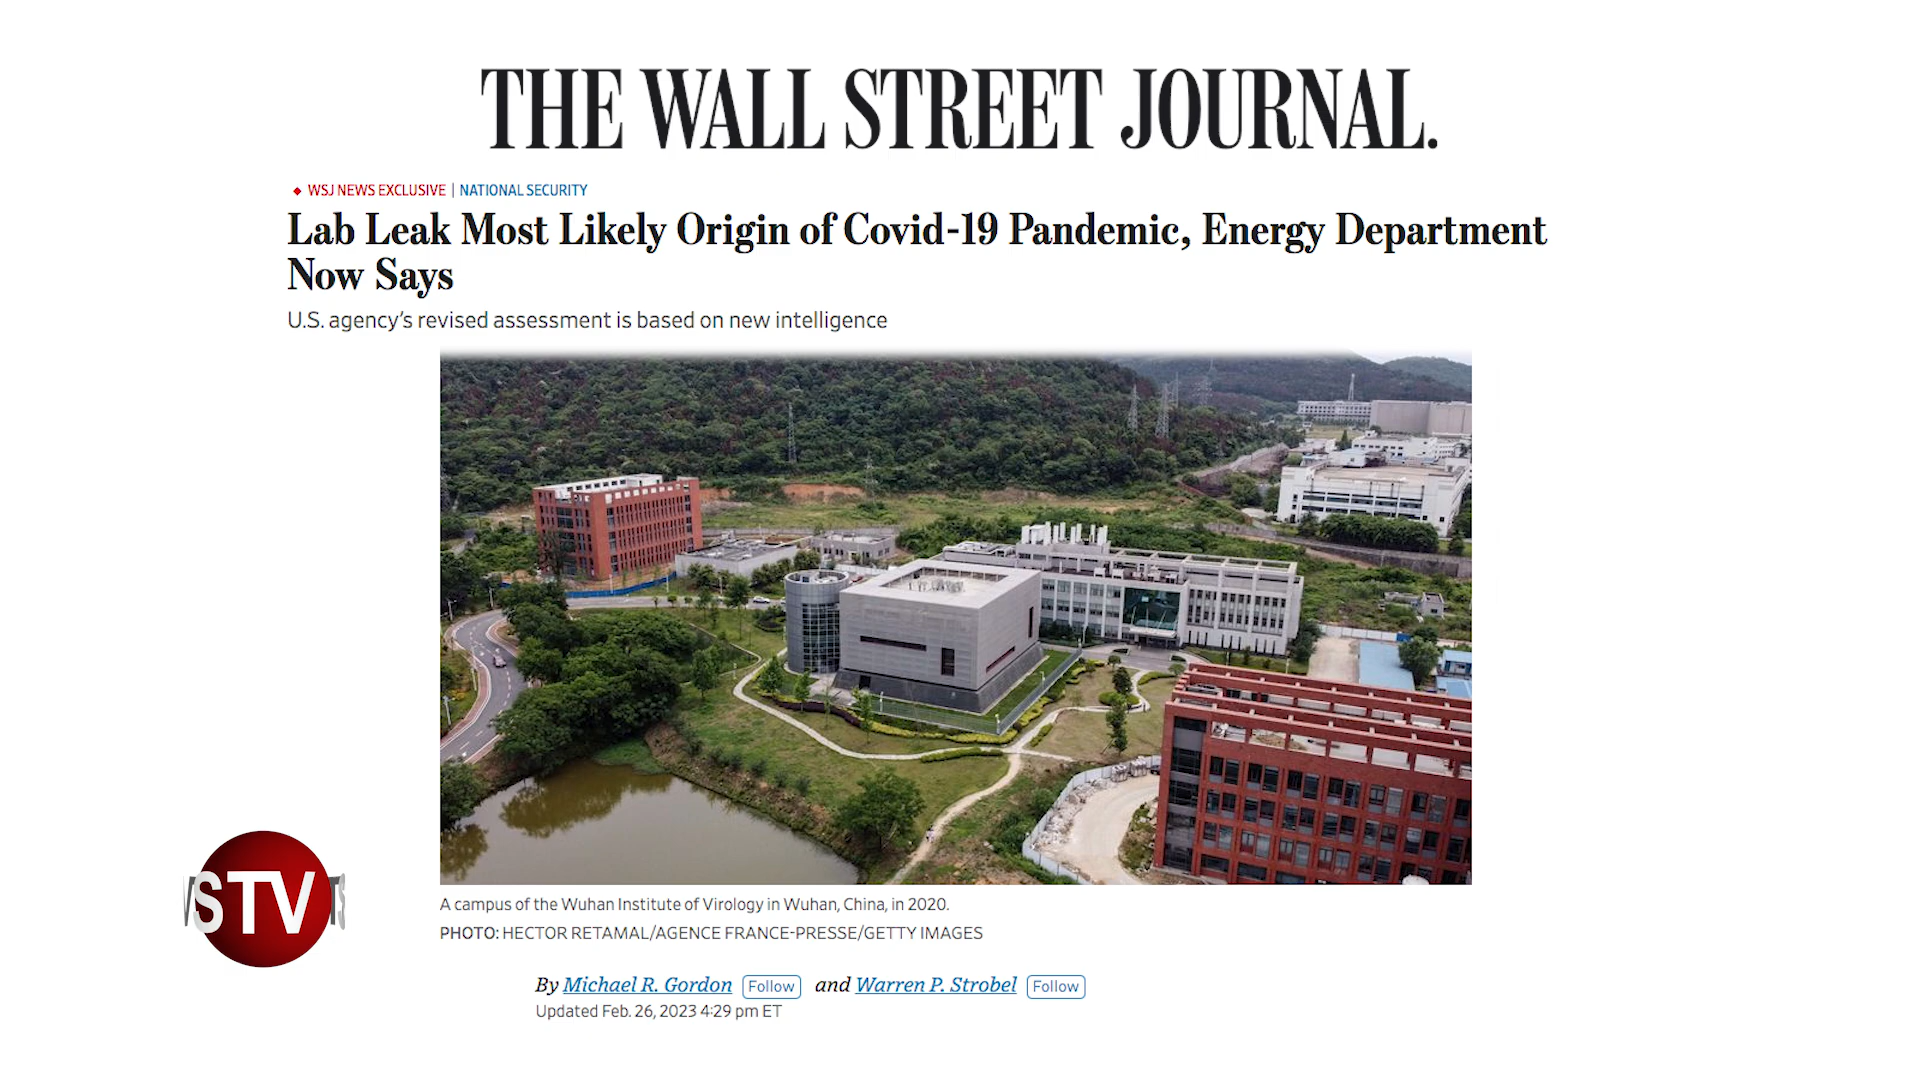 THE WALL STREET JOURNAL.
WSJ NEWS EXCLUSIVE | NATIONAL SECURITY
Lab Leak Most Likely Origin of Covid-19 Pandemic, Energy Department
Now Says
U.S. agency's revised assessment is based on new intelligence
STV
A campus of the Wuhan Institute of Virology in Wuhan, China, in 2020.
PHOTO: HECTOR RETAMAL/AGENCE FRANCE-PRESSE/GETTY IMAGES
By Michael R. Gordon Follow and Warren P. Strobel Follow
Updated Feb. 26, 2023 4:29 pm ET